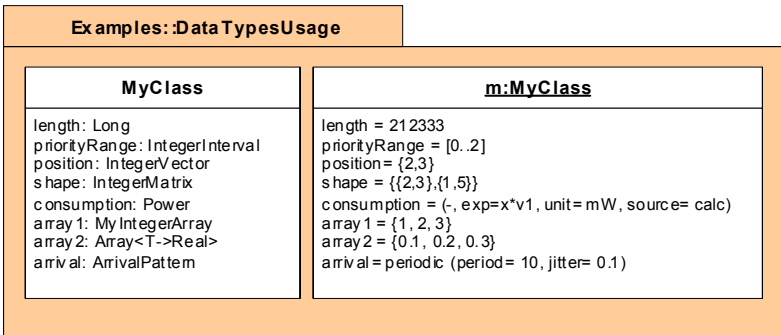 Examples::DataTypesUsage
MyClass
length: Long
priorityRange: IntegerInterval
position: IntegerVector
shape: IntegerMatrix
consumption: Power
array1: MyIntegerArray
array2: Array<T->Real>
arrival: ArrivalPattern
m:MyClass
length = 212333
priorityRange = [0..2]
position= {2,3}
shape = {{2,3},{1,5}}
consumption = (-, exp=x*v1, unit= mW, source= calc)
array1 = {1, 2, 3}
array2 = {0.1, 0.2, 0.3}
arrival= periodic (period= 10, jitter= 0.1)